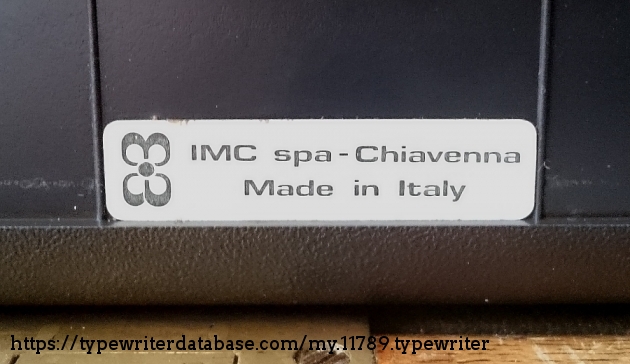 IMC spa - Chiavenna
Made in Italy
https://typewriterdatabase.com/my.11789.typewriter